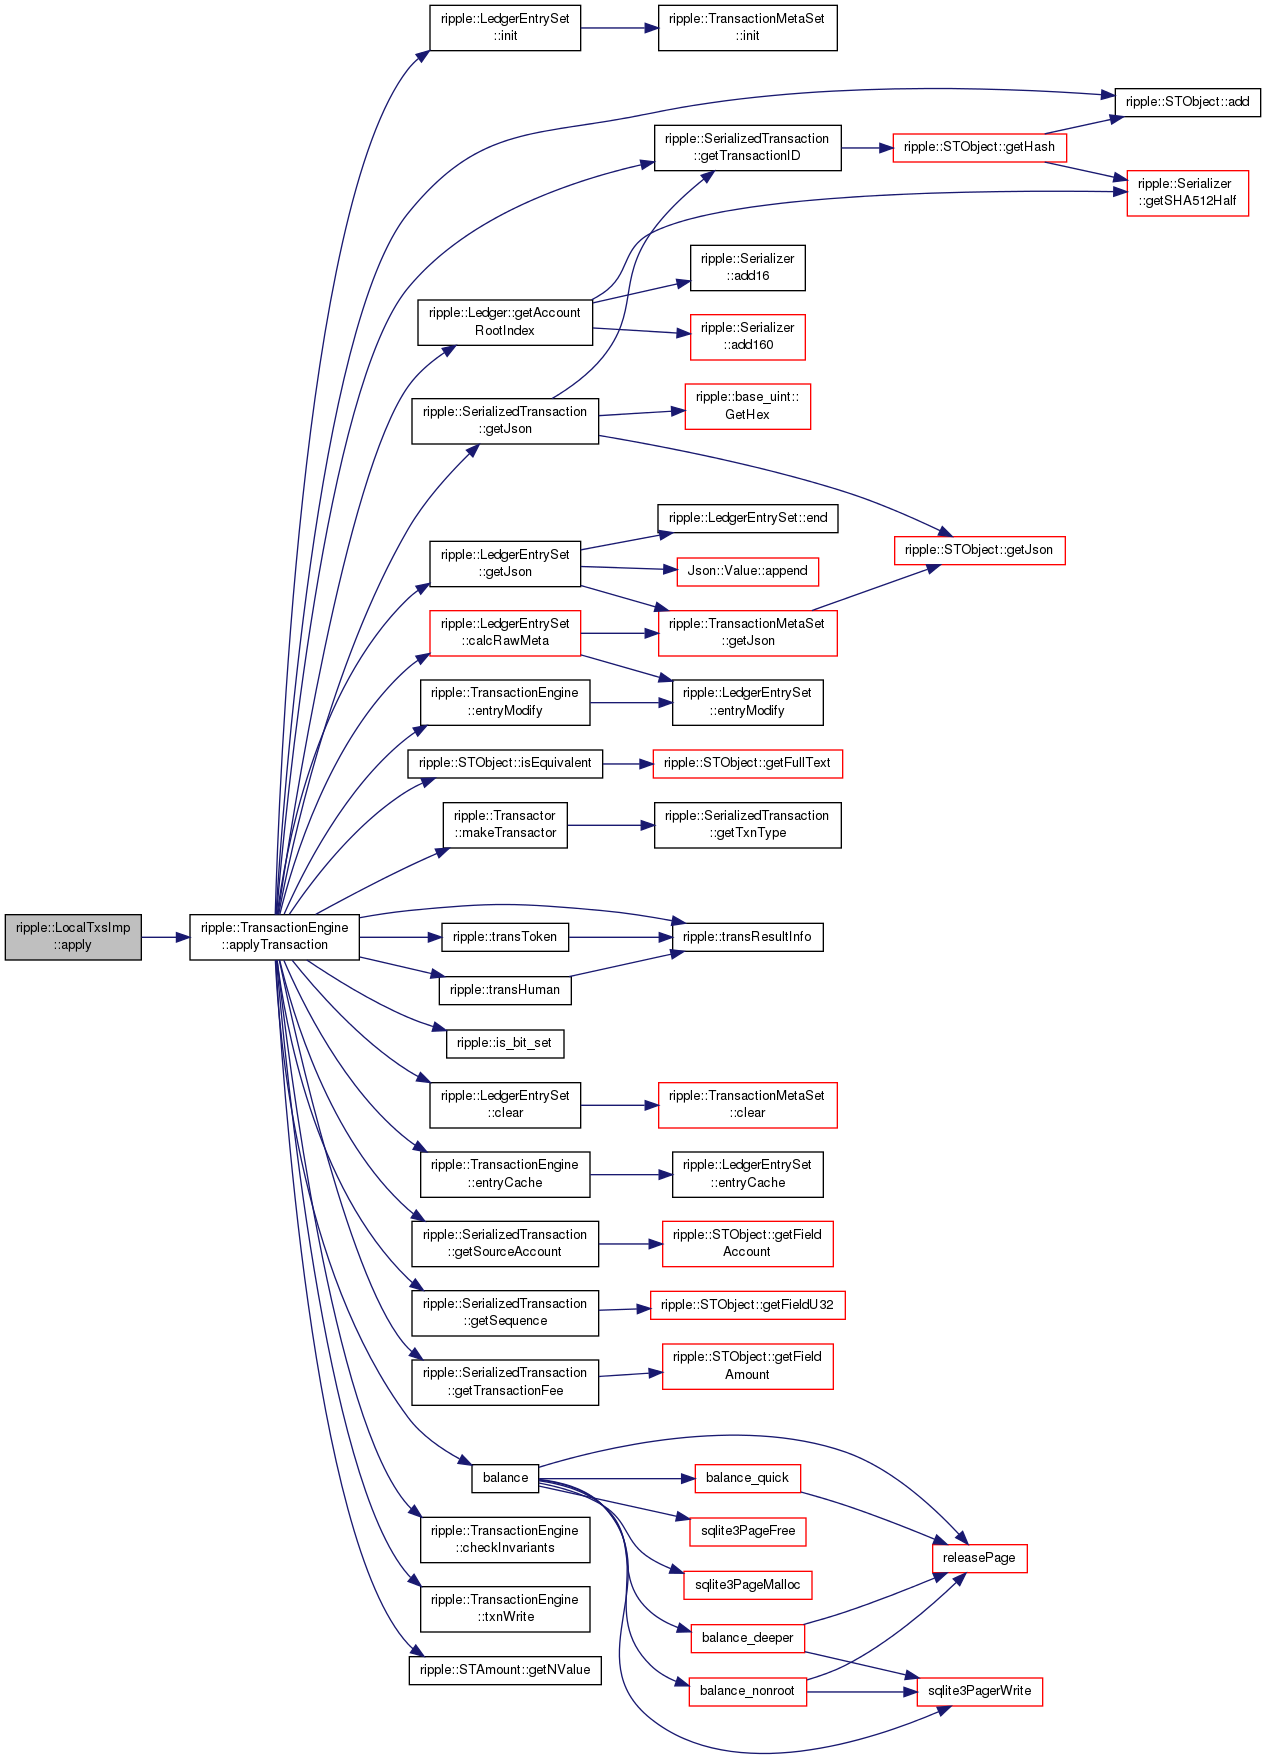 ripple::LedgerEntrySet
::init
ripple::TransactionMetaSet
::init
ripple::STObject::add
ripple::SerializedTransaction
::getTransactionID
ripple::STObject::getHash
ripple::Serializer
::getSHA512Half
ripple::Serializer
::add16
ripple::Ledger::getAccount
RootIndex
ripple::Serializer
::add160
ripple::SerializedTransaction
::getJson
ripple::base_uint::
GetHex
ripple::LedgerEntrySet::end
ripple::LedgerEntrySet
::getJson
Json::Value::append
ripple::STObject::getJson
ripple::LedgerEntrySet
::calcRawMeta
ripple::TransactionMetaSet
::getJson
ripple::TransactionEngine
::entryModify
ripple::LedgerEntrySet
::entryModify
ripple::STObject::isEquivalent
ripple::STObject::getFullText
ripple::Transactor
::makeTransactor
ripple::SerializedTransaction
::getTxnType
ripple::LocalTxsImp
::apply
ripple::TransactionEngine
::applyTransaction
ripple::transToken
ripple::transResultInfo
ripple::transHuman
ripple::is_bit_set
ripple::LedgerEntrySet
::clear
ripple::TransactionMetaSet
::clear
ripple::TransactionEngine
::entryCache
ripple::LedgerEntrySet
::entryCache
ripple::SerializedTransaction
::getSourceAccount
ripple::STObject::getField
Account
ripple::SerializedTransaction
::getSequence
ripple::STObject::getFieldU32
ripple::SerializedTransaction
::getTransactionFee
ripple::STObject::getField
Amount
balance
balance_quick
ripple::TransactionEngine
::checkInvariants
sqlite3PageFree
releasePage
sqlite3PageMalloc
ripple::TransactionEngine
::txnWrite
balance_deeper
ripple::STAmount::getNValue
balance_nonroot
sqlite3PagerWrite